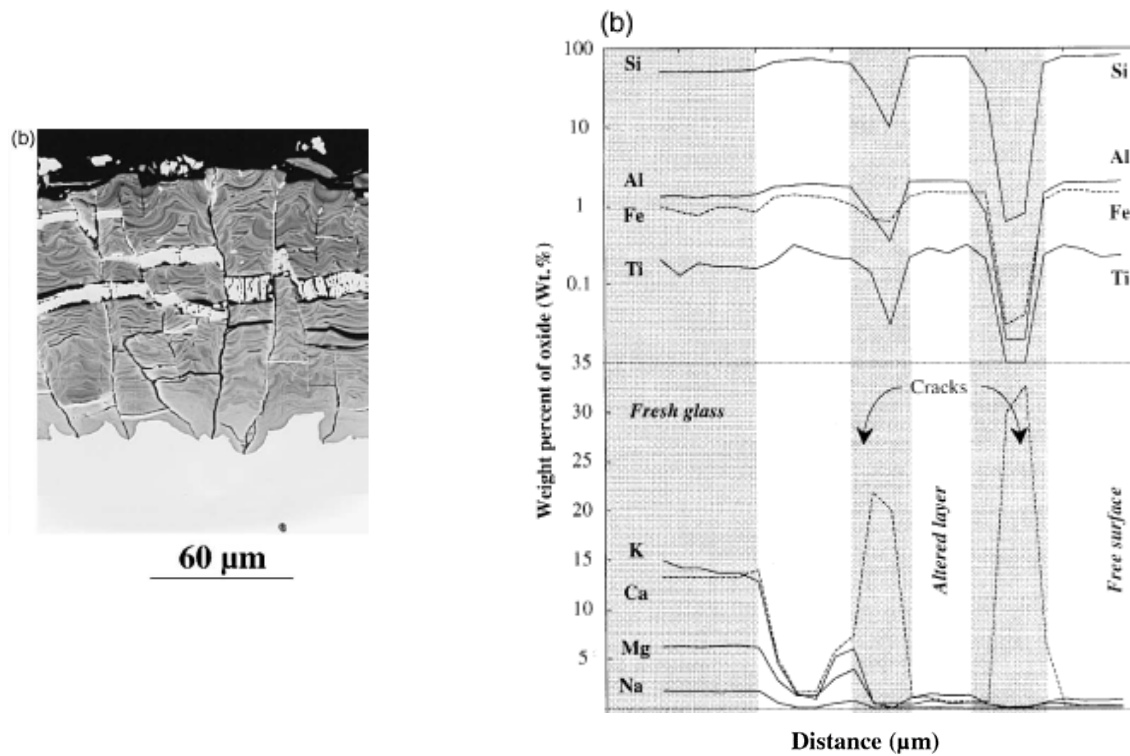 (b)
60 µm
(b)
100
Si
Si
10
Al
Al
1
Fe
Fe
Ti
Ti
0.1
35
Cracks
30
Fresh glass
25
20
15
K
Ca
10
Mg
5
Na
Altered layer
Free surface
Weight percent of oxide (Wt.%)
Distance (µm)